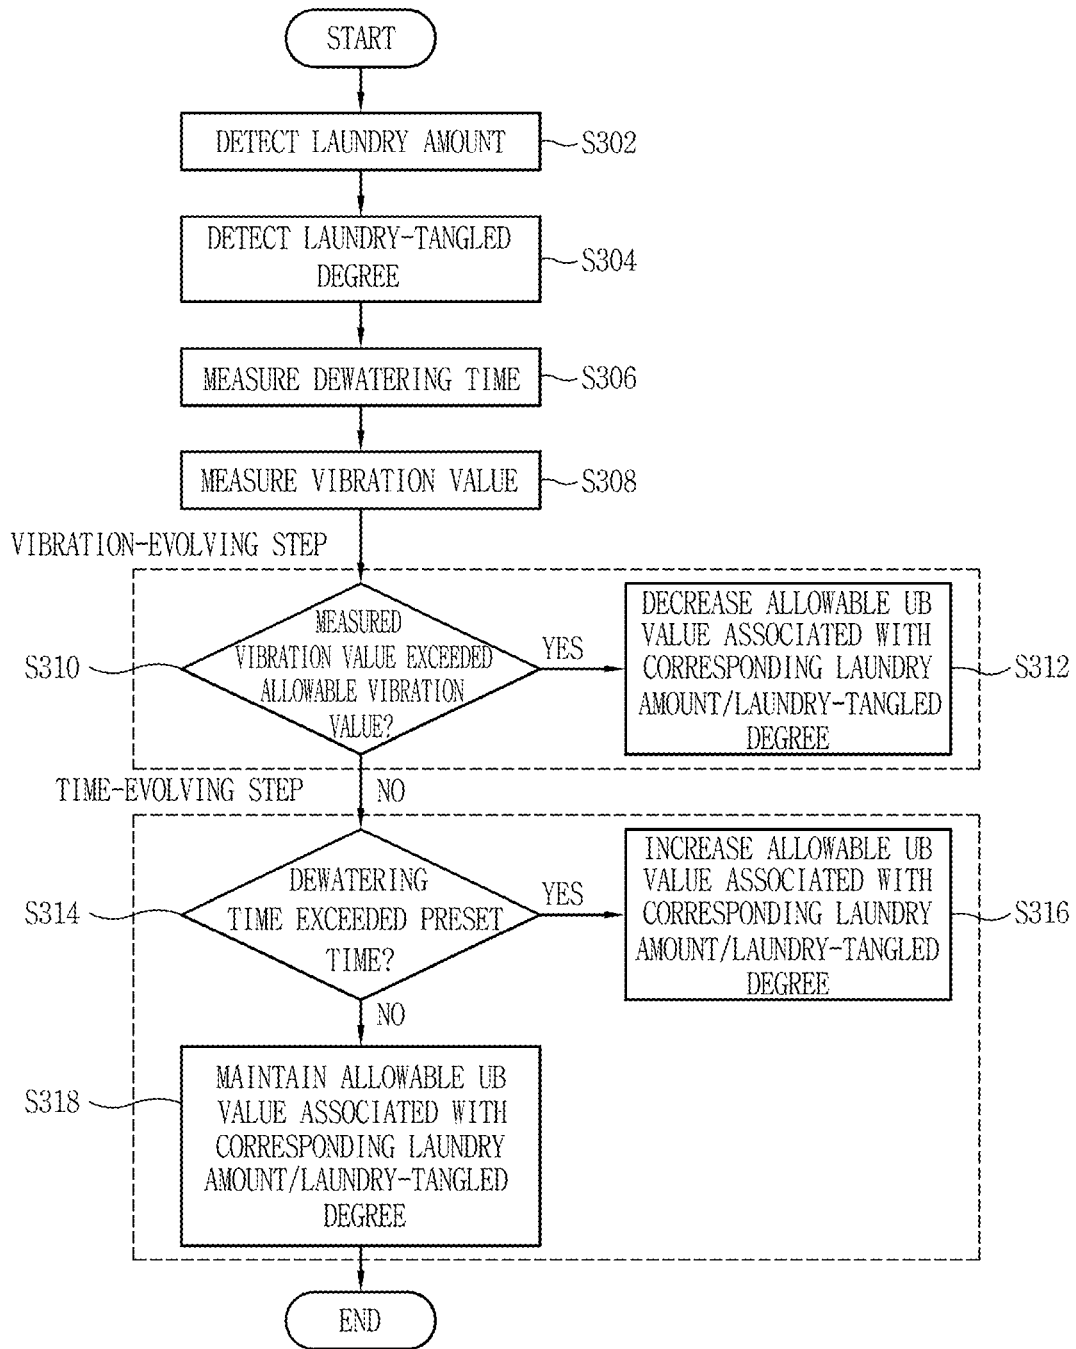 START
DETECT LAUNDRY AMOUNT
S302
DETECT LAUNDRY-TANGLED
DEGREE
S304
MEASURE DEWATERING TIME
S306
MEASURE VIBRATION VALUE
S308
VIBRATION-EVOLVING STEP
S310
MEASURED
VIBRATION VALUE EXCEEDED
ALLOWABLE VIBRATION
VALUE?
YES
DECREASE ALLOWABLE UB
VALUE ASSOCIATED WITH
CORRESPONDING LAUNDRY
AMOUNT/LAUNDRY-TANGLED
DEGREE
S312
NO
TIME-EVOLVING STEP
S314
DEWATERING
TIME EXCEEDED PRESET
TIME?
YES
INCREASE ALLOWABLE UB
VALUE ASSOCIATED WITH
CORRESPONDING LAUNDRY
AMOUNT/LAUNDRY-TANGLED
DEGREE
S316
NO
S318
MAINTAIN ALLOWABLE UB
VALUE ASSOCIATED WITH
CORRESPONDING LAUNDRY
AMOUNT/LAUNDRY-TANGLED
DEGREE
END